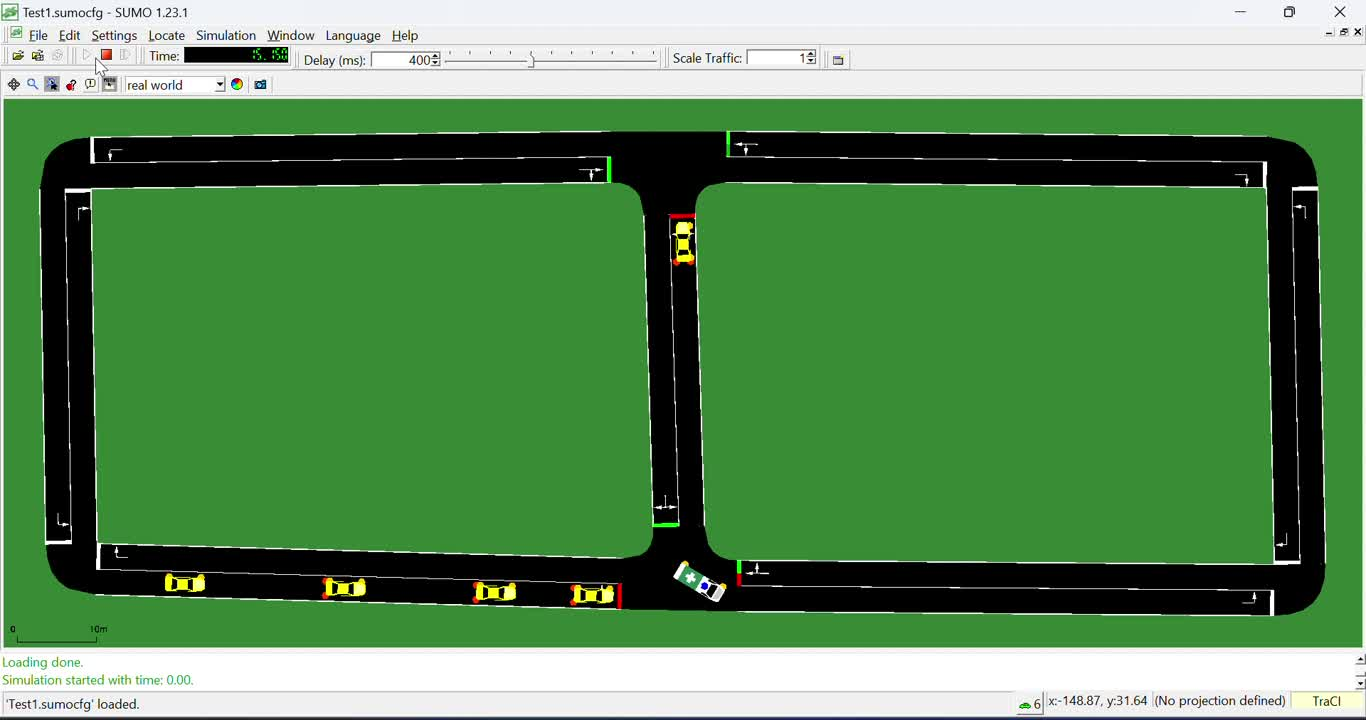 Test1.sumocfg - SUMO 1.23.1
File Edit Settings Locate Simulation Window Language Help
Time: 15.150 Delay (ms): 400 Scale Traffic: 1
real world
0 10m
Loading done.
Simulation started with time: 0.00.
'Test1.sumocfg' loaded. 6 x:-148.87, y:31.64 (No projection defined) TraCI